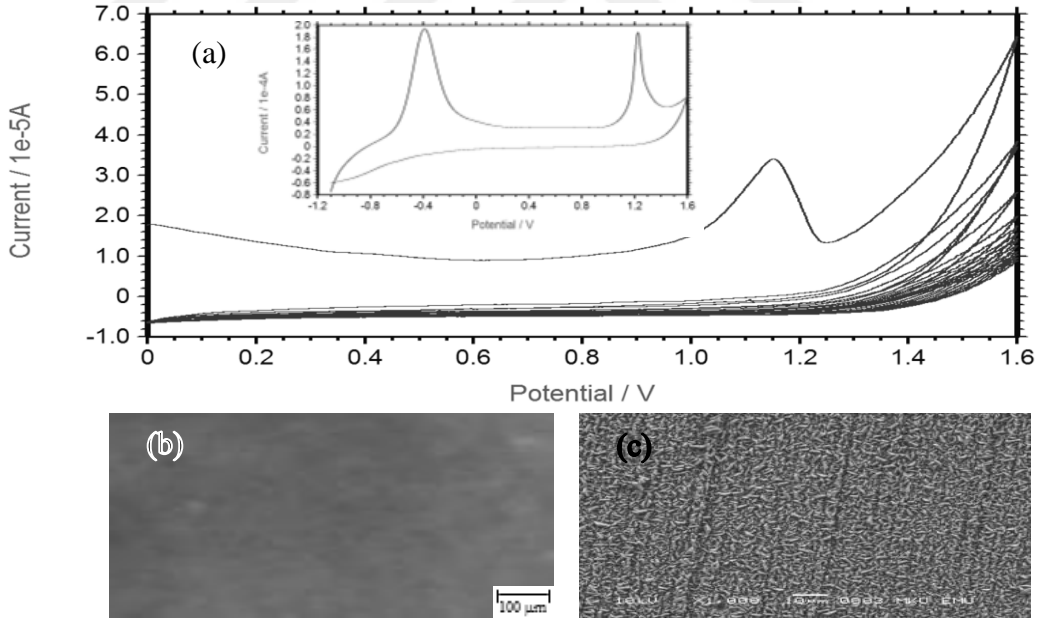 7.0
6.0
5.0
4.0
3.0
2.0
1.0
0
-1.0
Current / 1e-5A
(a)
2.0
1.8
1.6
1.4
1.2
1.0
0.8
0.6
0.4
0.2
0
-0.2
-0.4
-0.6
-0.8
Current / 1e-4A
-1.2 -0.8 -0.4 0 0.4 0.8 1.2 1.6
Potential / V
0 0.2 0.4 0.6 0.8 1.0 1.2 1.4 1.6
Potential / V
(b)
100 µm
(c)
10kV X1,000 10µm 0002 MKU EMU